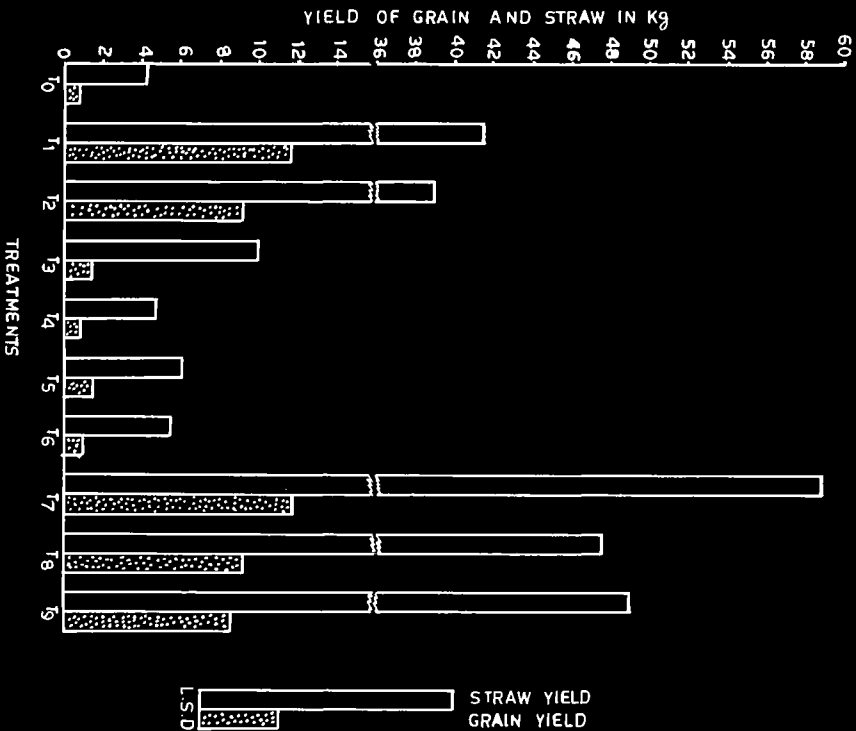 YIELD OF GRAIN AND STRAW IN Kg
0 2 4 6 8 10 12 14 36 38 40 42 44 46 48 50 52 54 56 58 60
T0
T1
T2
T3
T4
T5
T6
T7
T8
T9
TREATMENTS
L.S.D
STRAW YIELD
GRAIN YIELD